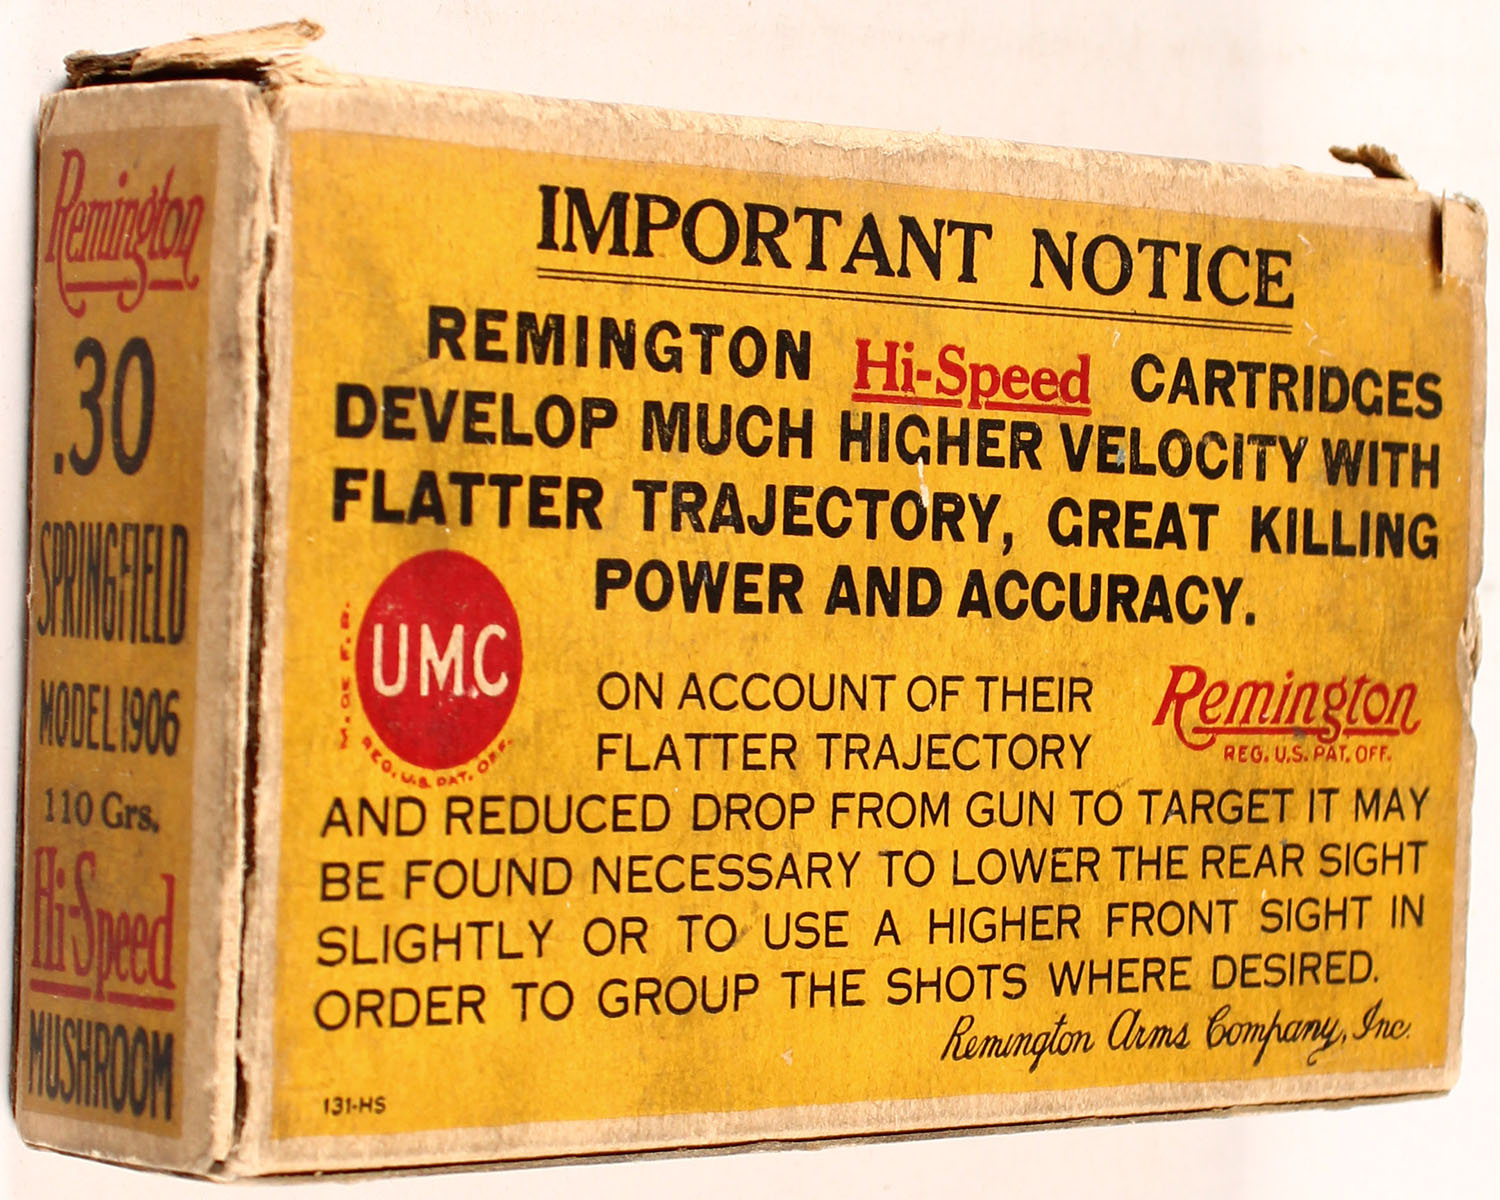 Remington
.30
SPRINGFIELD
MODEL 1906
110 Grs.
Hi-Speed
MUSHROOM
IMPORTANT NOTICE
REMINGTON Hi-Speed CARTRIDGES
DEVELOP MUCH HIGHER VELOCITY WITH
FLATTER TRAJECTORY, GREAT KILLING
POWER AND ACCURACY.
UMC
M. OF F.R.
REG. U.S. PAT. OFF.
ON ACCOUNT OF THEIR
FLATTER TRAJECTORY
Remington
REG. U.S. PAT. OFF.
AND REDUCED DROP FROM GUN TO TARGET IT MAY
BE FOUND NECESSARY TO LOWER THE REAR SIGHT
SLIGHTLY OR TO USE A HIGHER FRONT SIGHT IN
ORDER TO GROUP THE SHOTS WHERE DESIRED.
Remington Arms Company, Inc.
131-HS